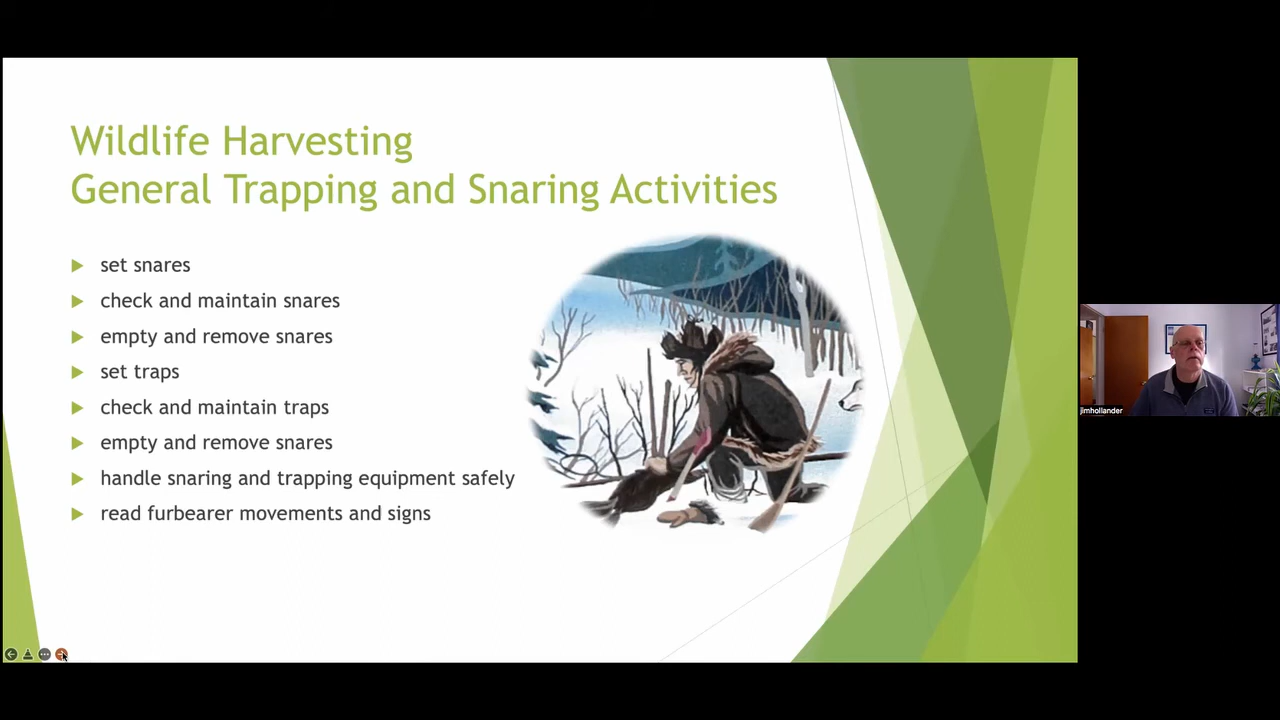 Wildlife Harvesting
General Trapping and Snaring Activities
set snares
check and maintain snares
empty and remove snares
set traps
check and maintain traps
empty and remove snares
handle snaring and trapping equipment safely
read furbearer movements and signs
jimhollander